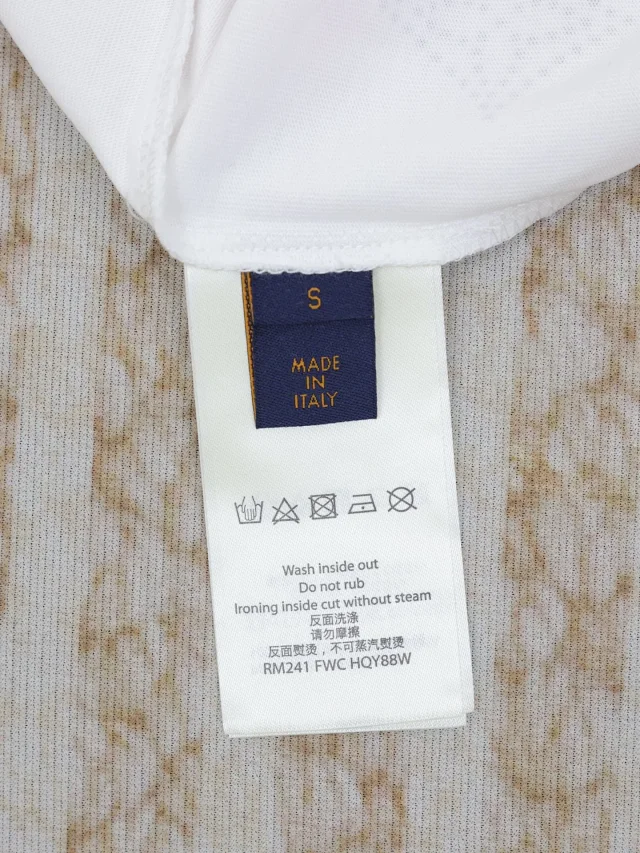 S
MADE
IN
ITALY
Wash inside out
Do not rub
Ironing inside cut without steam
反面洗涤
请勿摩擦
反面熨烫，不可蒸汽熨烫
RM241 FWC HQY88W